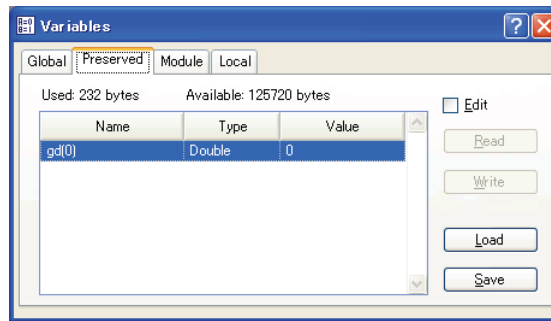 Variables
Global Preserved Module Local
Used: 232 bytes Available: 125720 bytes
Edit
Name Type Value
Read
gd(0) Double 0
Write
Load
Save